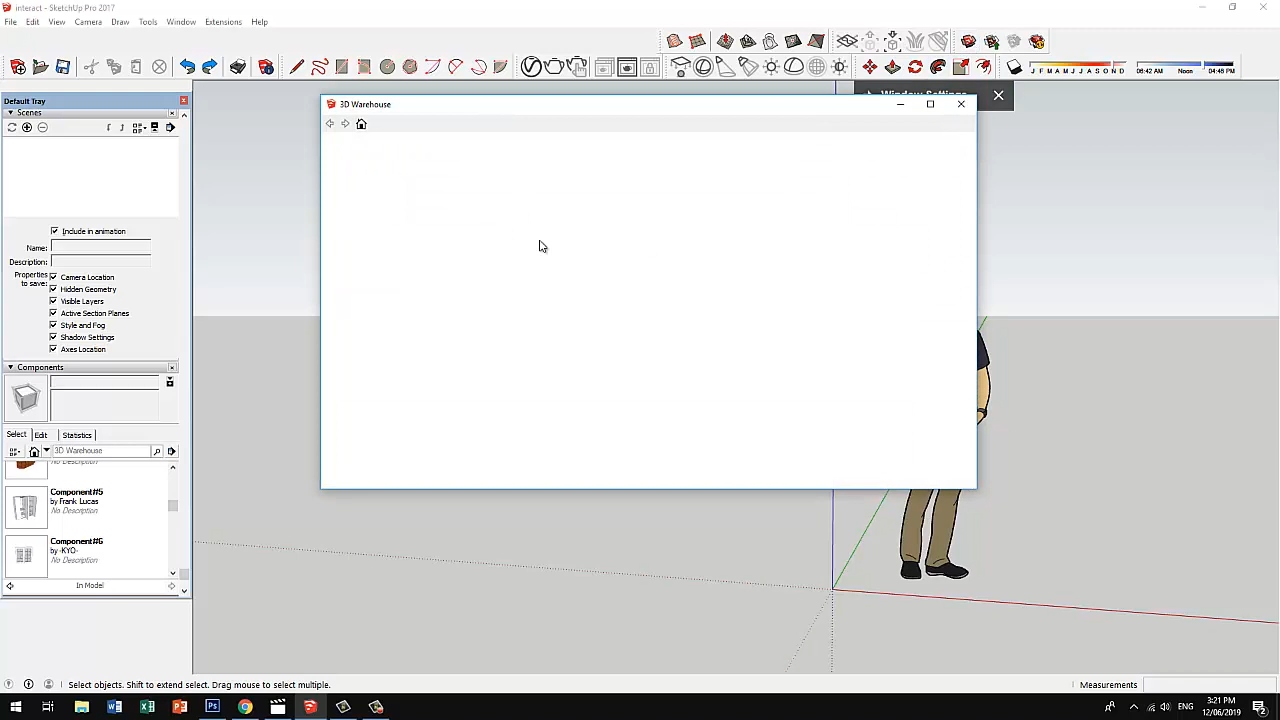 interact - SketchUp Pro 2017
File Edit View Camera Draw Tools Window Extensions Help
J F M A M J J A S O N D
06:42 AM Noon 04:45 PM
Default Tray
Scenes
Include in animation
Name:
Description:
Properties to save:
Camera Location
Hidden Geometry
Visible Layers
Active Section Planes
Style and Fog
Shadow Settings
Axes Location
Components
Select Edit Statistics
3D Warehouse
No Description
Component#5
by Frank Lucas
No Description
Component#6
by -KYO-
No Description
In Model
3D Warehouse
Window Settings
Select objects. Shift to extend select. Drag mouse to select multiple.
Measurements
ENG
3:21 PM
12/06/2019